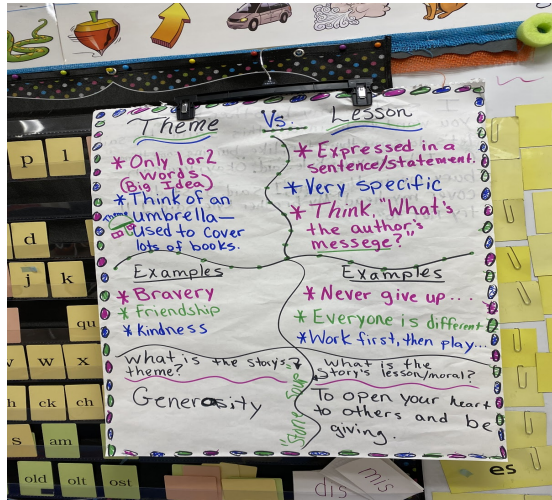 Theme Vs. Lesson
* Only 1 or 2
words
(Big Idea)
* Think of an
umbrella—
used to cover
lots of books.
Theme
* Expressed in a
sentence/statement.
* Very specific
* Think, "What's
the author's
messege?"
Examples
* Bravery
* Friendship
* Kindness
Examples
* Never give up...
* Everyone is different
* Work first, then play...
What is the story's
theme?
Generosity
"Stone Soup"
What is the
story's lesson/moral?
To open your heart
to others and be
giving.
p l
d
j k
qu
w x
ch ck
s am
old olt ost
es
dis
mis